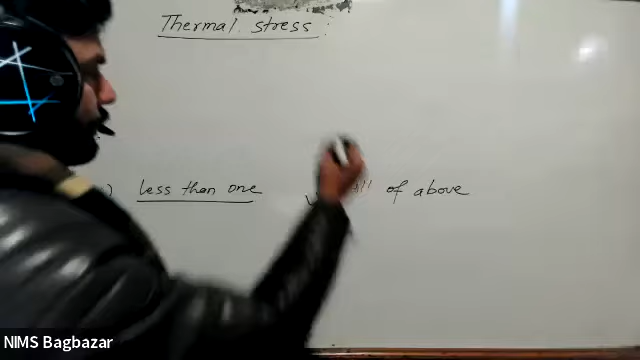 Thermal stress
) less than one
all of above
NIMS Bagbazar